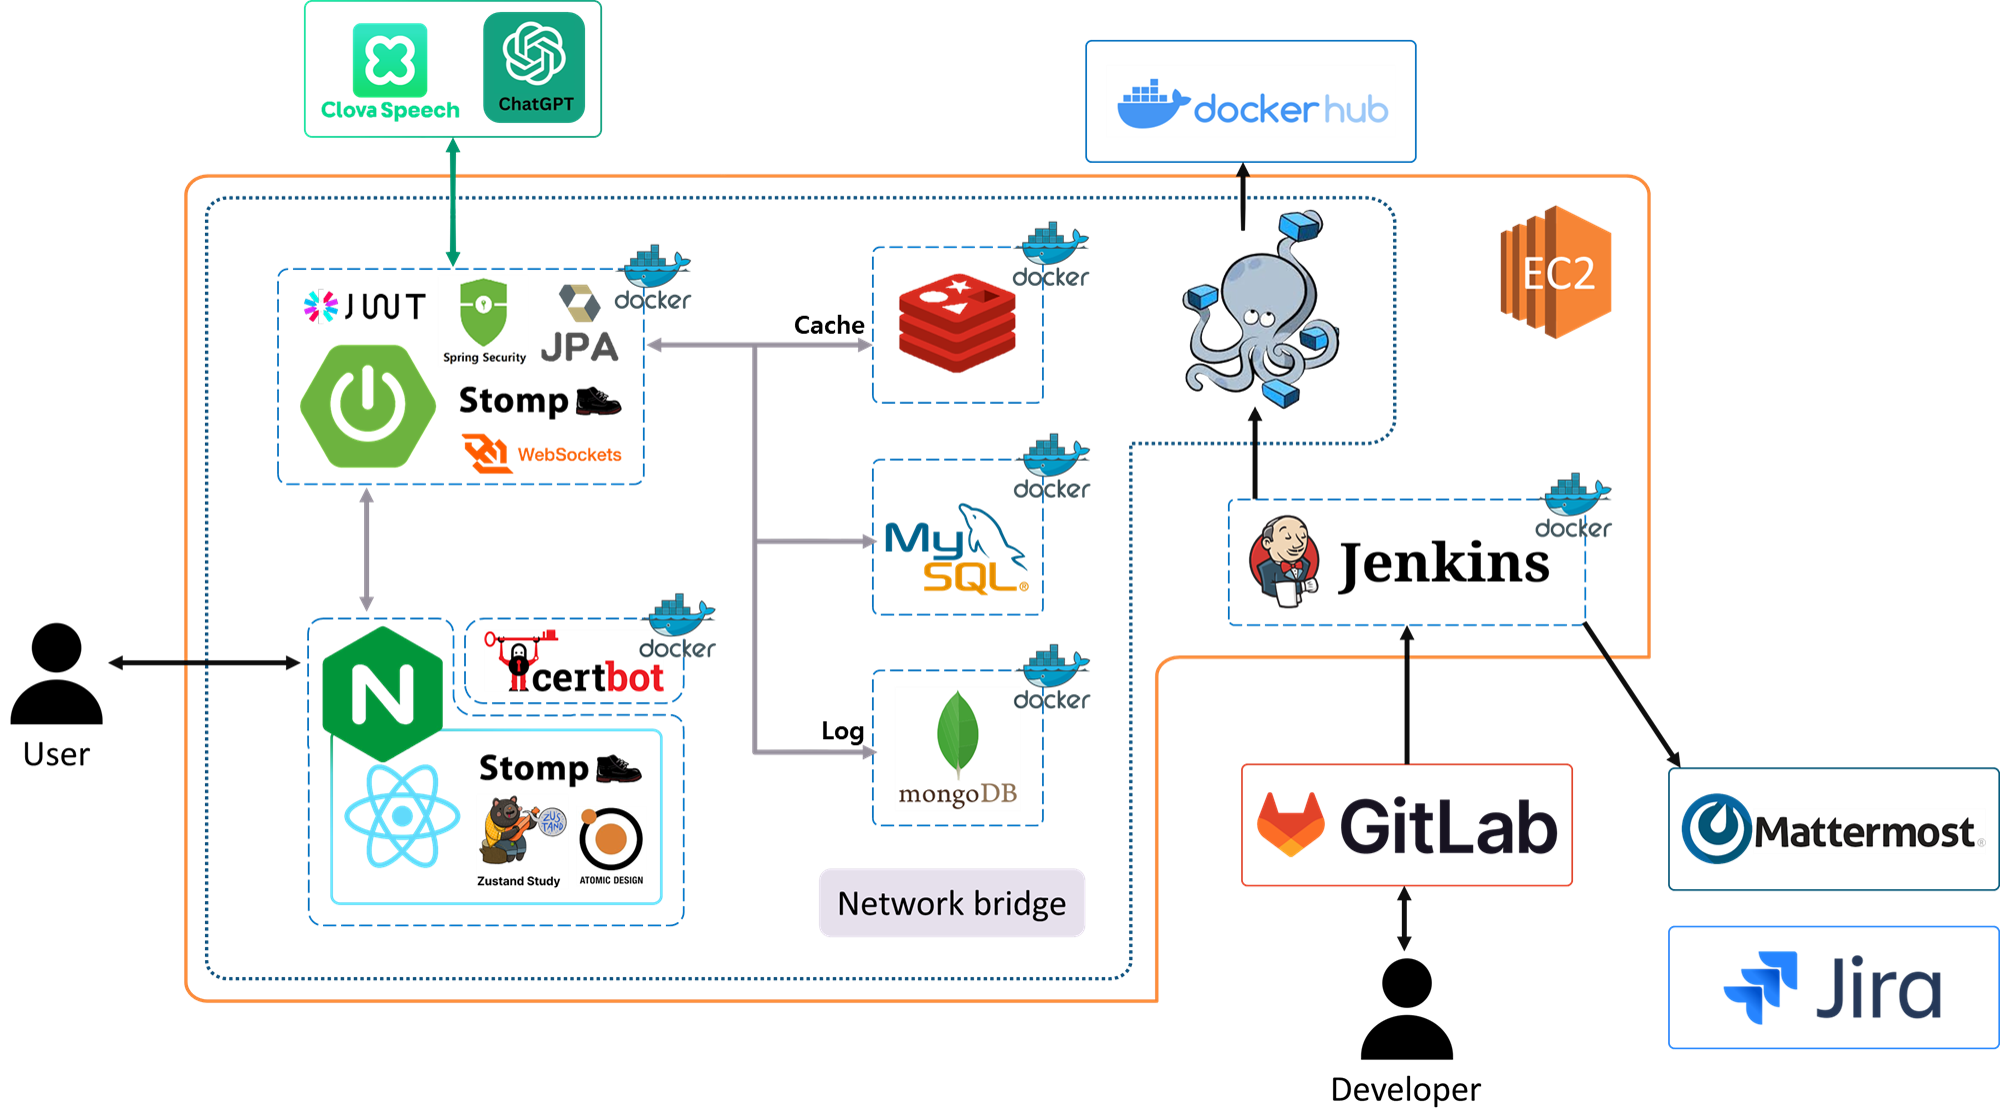 Clova Speech
ChatGPT
docker hub
EC2
JWT
Spring Security
JPA
docker
Stomp
WebSockets
Cache
docker
docker
MySQL®
Log
docker
mongoDB
docker
Jenkins
User
certbot
docker
Stomp
ZUSTAND
Zustand Study
ATOMIC DESIGN
Network bridge
GitLab
Mattermost®
Jira
Developer